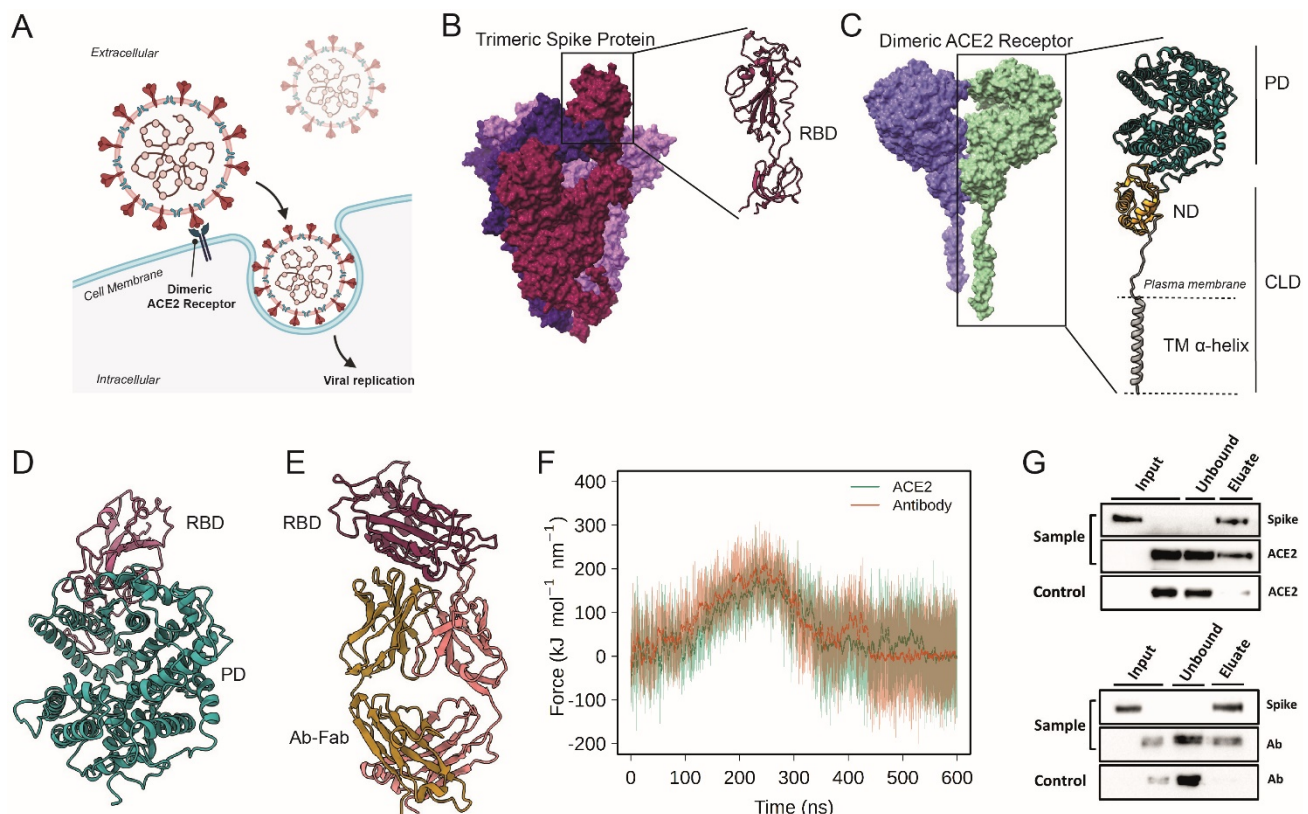 A
Extracellular
Cell Membrane
Dimeric
ACE2 Receptor
Intracellular
Viral replication
B
Trimeric Spike Protein
RBD
C
Dimeric ACE2 Receptor
PD
ND
Plasma membrane
CLD
TM α-helix
D
RBD
PD
E
RBD
Ab-Fab
F
Force (kJ mol⁻¹ nm⁻¹)
400
300
200
100
0
-100
-200
ACE2
Antibody
0 100 200 300 400 500 600
Time (ns)
G
Input Unbound Eluate
Sample
Spike
ACE2
Control
ACE2
Input Unbound Eluate
Sample
Spike
Ab
Control
Ab